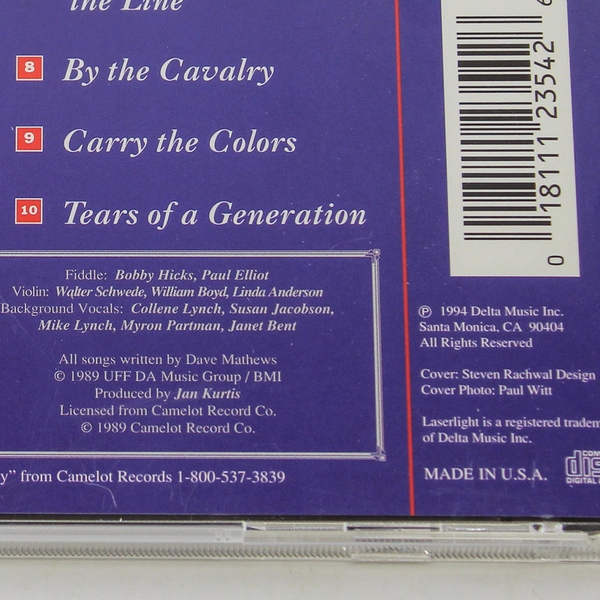 the Line
8 By the Cavalry
9 Carry the Colors
10 Tears of a Generation
Fiddle: Bobby Hicks, Paul Elliot
Violin: Walter Schwede, William Boyd, Linda Anderson
Background Vocals: Collene Lynch, Susan Jacobson,
Mike Lynch, Myron Partman, Janet Bent
All songs written by Dave Mathews
© 1989 UFF DA Music Group / BMI
Produced by Jan Kurtis
Licensed from Camelot Record Co.
© 1989 Camelot Record Co.
y” from Camelot Records 1-800-537-3839
0 18111 23542 6
℗ 1994 Delta Music Inc.
Santa Monica, CA 90404
All Rights Reserved
Cover: Steven Rachwal Design
Cover Photo: Paul Witt
Laserlight is a registered tradem
of Delta Music Inc.
MADE IN U.S.A.
COM
dis
DIGITAL A